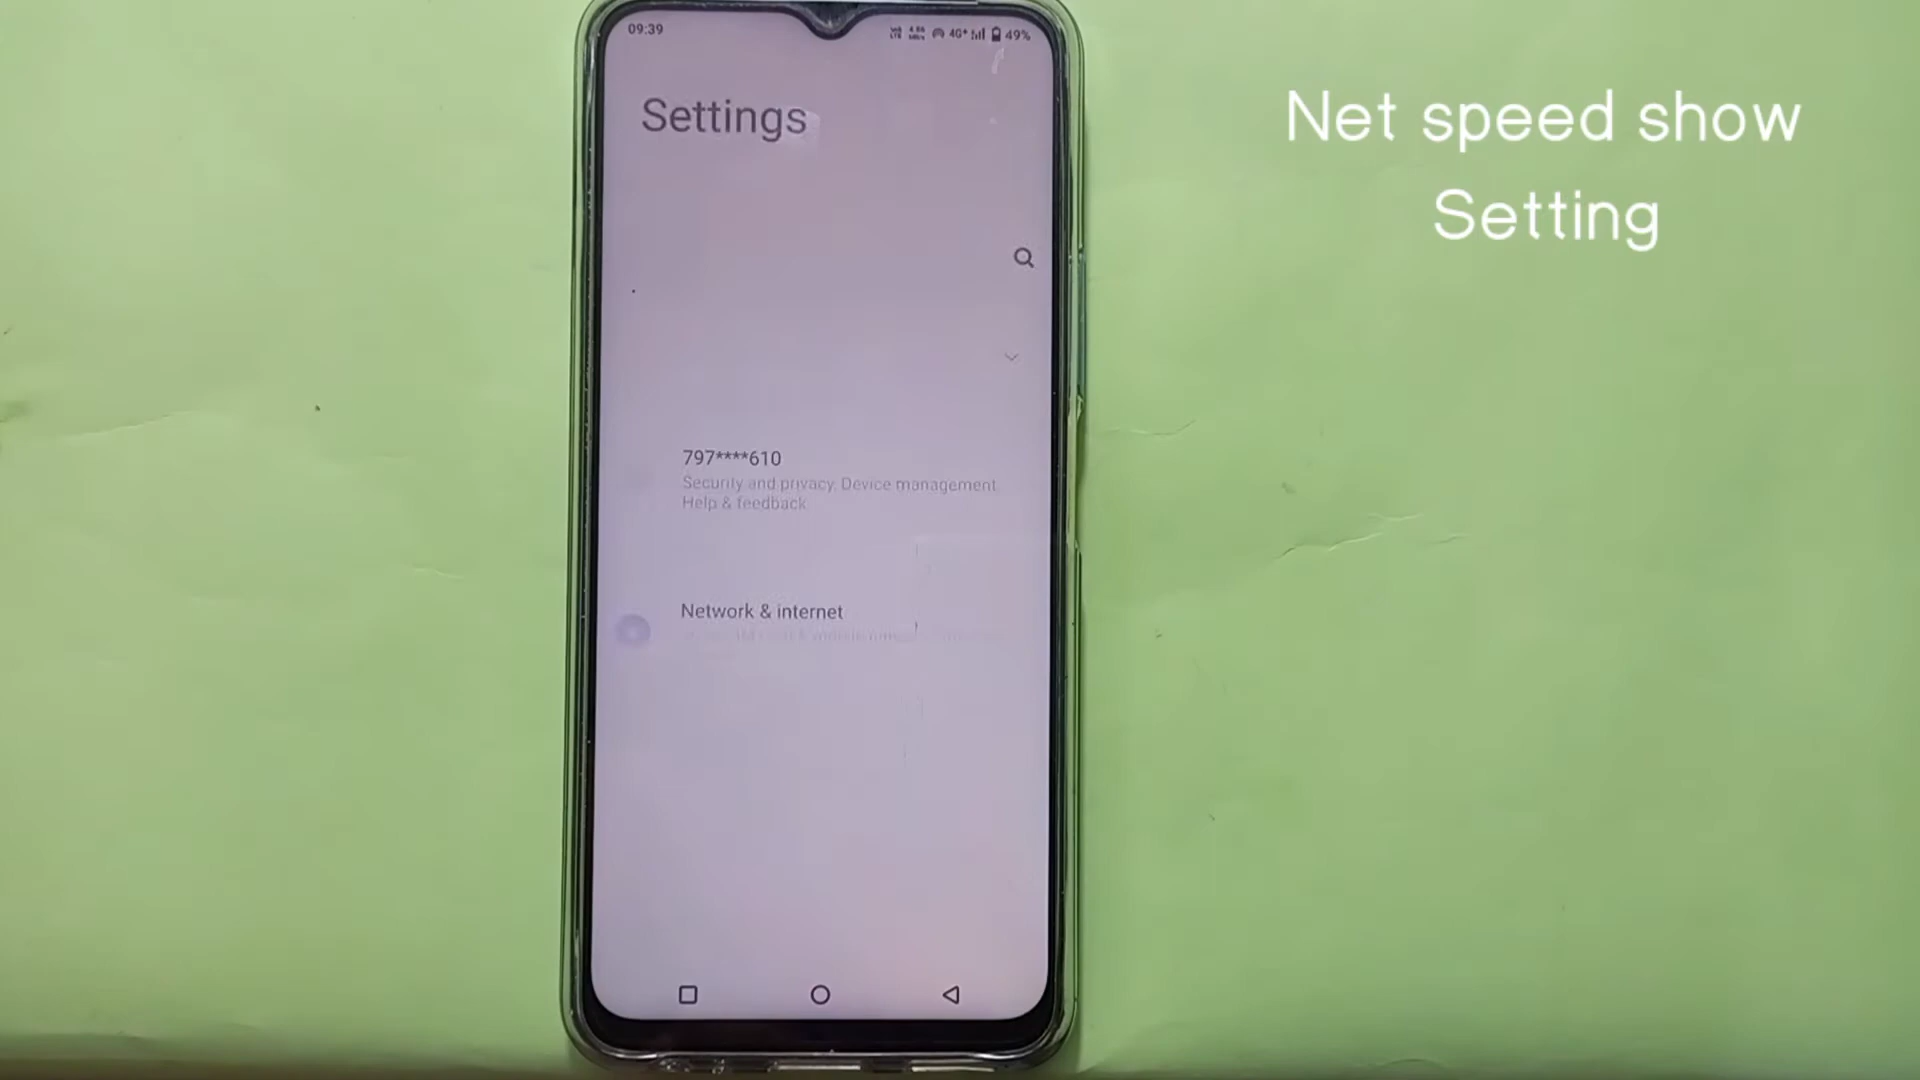 09:39
4G+ 49%
Settings
Net speed show
Setting
797****610
Security and privacy, Device management
Help & feedback
Network & internet